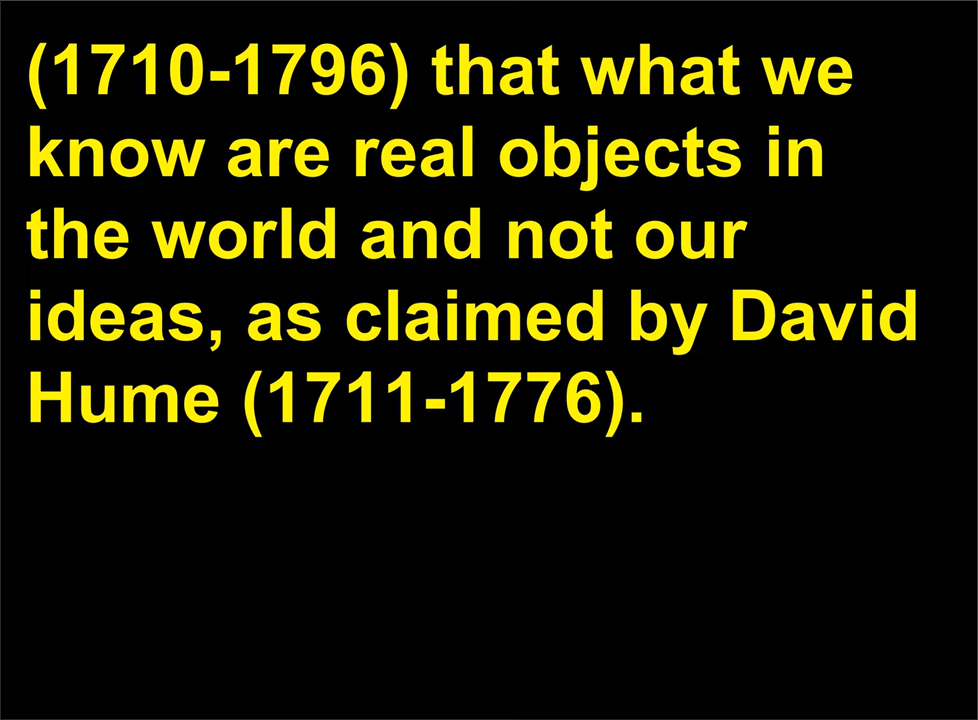 (1710-1796) that what we
know are real objects in
the world and not our
ideas, as claimed by David
Hume (1711-1776).